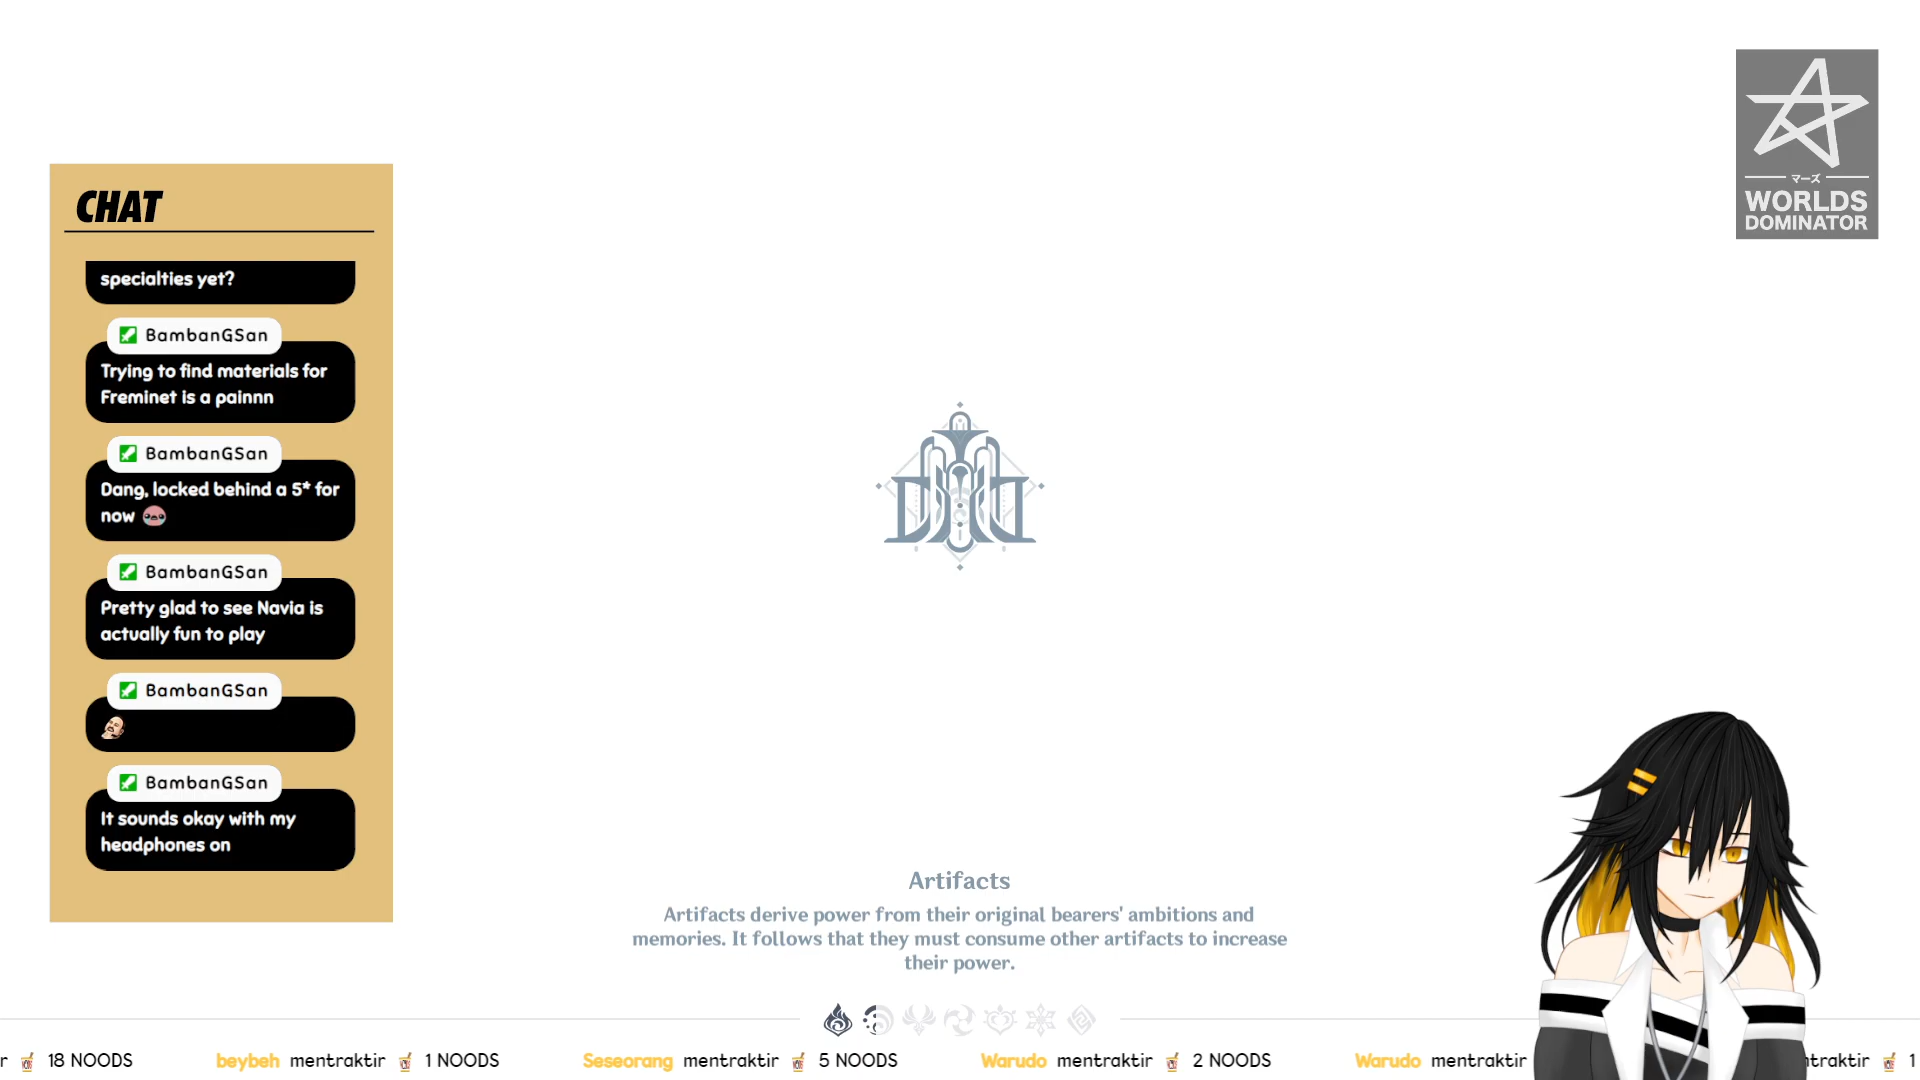 マーズ
WORLDS
DOMINATOR
CHAT
specialties yet?
BambanGSan
Trying to find materials for
Freminet is a painnn
BambanGSan
Dang, locked behind a 5* for
now
BambanGSan
Pretty glad to see Navia is
actually fun to play
BambanGSan
BambanGSan
It sounds okay with my
headphones on
Artifacts
Artifacts derive power from their original bearers' ambitions and
memories. It follows that they must consume other artifacts to increase
their power.
r 18 NOODS beybeh mentraktir 1 NOODS Seseorang mentraktir 5 NOODS Warudo mentraktir 2 NOODS Warudo mentraktir ntraktir 1